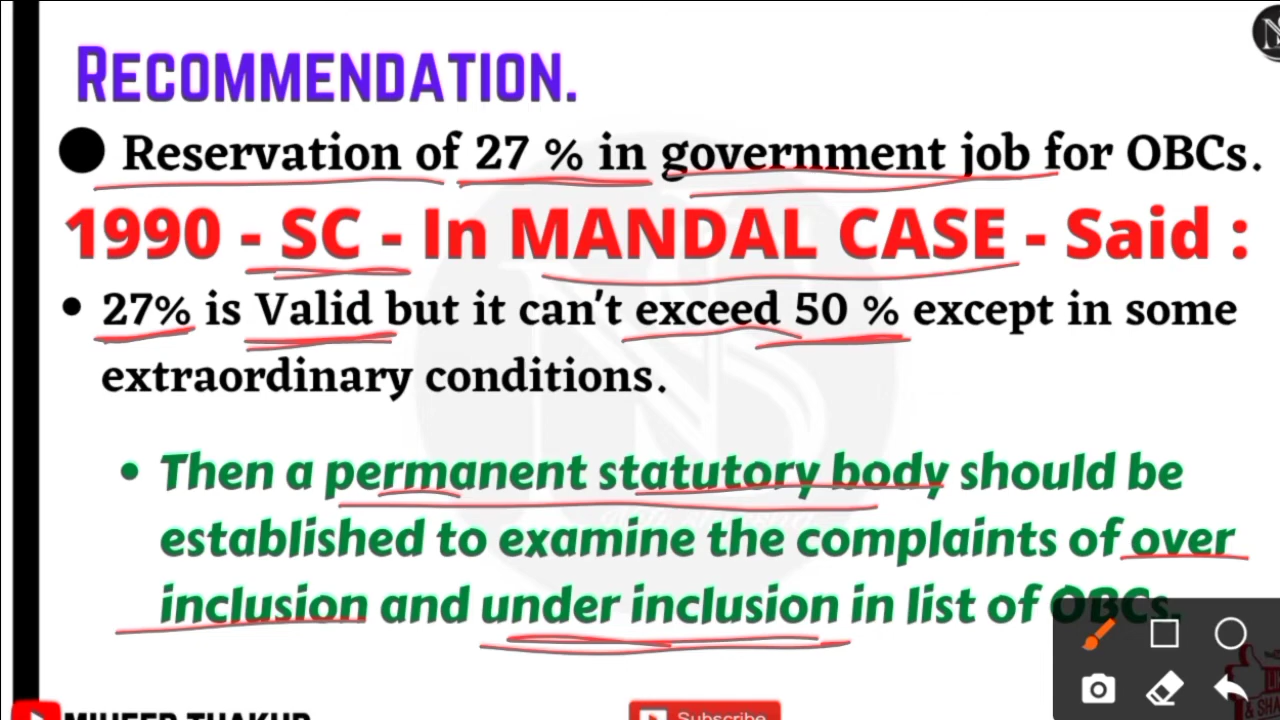 RECOMMENDATION.
Reservation of 27 % in government job for OBCs.
1990 - SC - In MANDAL CASE - Said :
• 27% is Valid but it can't exceed 50 % except in some
extraordinary conditions.
• Then a permanent statutory body should be
established to examine the complaints of over
inclusion and under inclusion in list of OBCs.
Subscribe